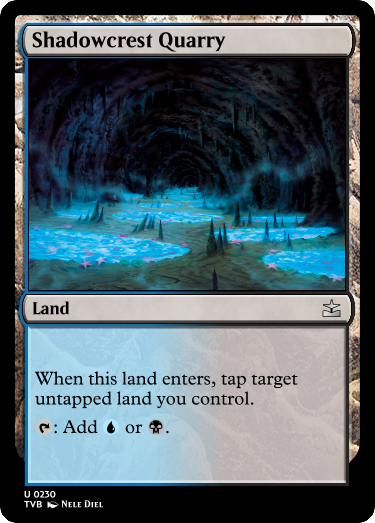 Shadowcrest Quarry
Land
When this land enters, tap target
untapped land you control.
: Add or .
U 0230
TVB Nele Diel